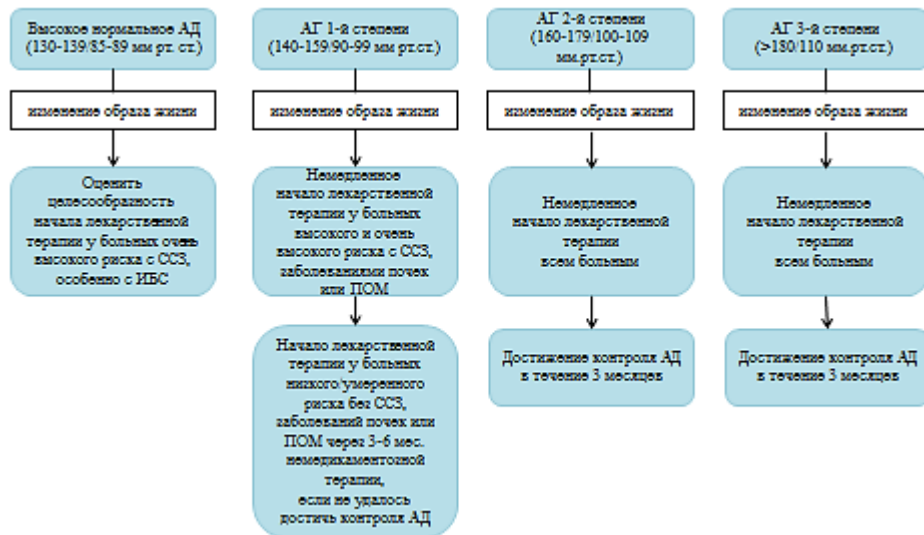 Высокое нормальное АД
(130-139/85-89 мм рт. ст.)
изменение образа жизни
Оценить
целесообразность
начала лекарственной
терапии у больных очень
высокого риска с ССЗ,
особенно с ИБС
АГ 1-й степени
(140-159/90-99 мм рт.ст.)
изменение образа жизни
Немедленное
начало лекарственной
терапии у больных
высокого и очень
высокого риска с ССЗ,
заболеваниями почек
или ПОМ
Начало лекарственной
терапии у больных
низкого/умеренного
риска без ССЗ,
заболеваний почек или
ПОМ через 3-6 мес.
немедикаментозной
терапии,
если не удалось
достичь контроля АД
АГ 2-й степени
(160-179/100-109
мм.рт.ст.)
изменение образа жизни
Немедленное
начало лекарственной
терапии
всем больным
Достижение контроля АД
в течение 3 месяцев
АГ 3-й степени
(>180/110 мм.рт.ст.)
изменение образа жизни
Немедленное
начало лекарственной
терапии
всем больным
Достижение контроля АД
в течение 3 месяцев